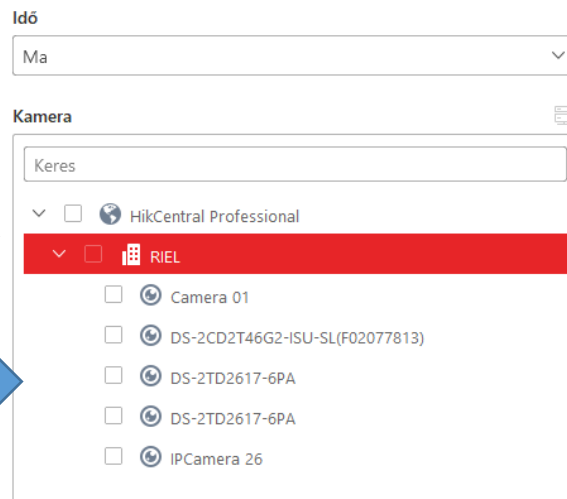 Idő
Ma
Kamera
Keres
HikCentral Professional
RIEL
Camera 01
DS-2CD2T46G2-ISU-SL(F02077813)
DS-2TD2617-6PA
DS-2TD2617-6PA
IPCamera 26